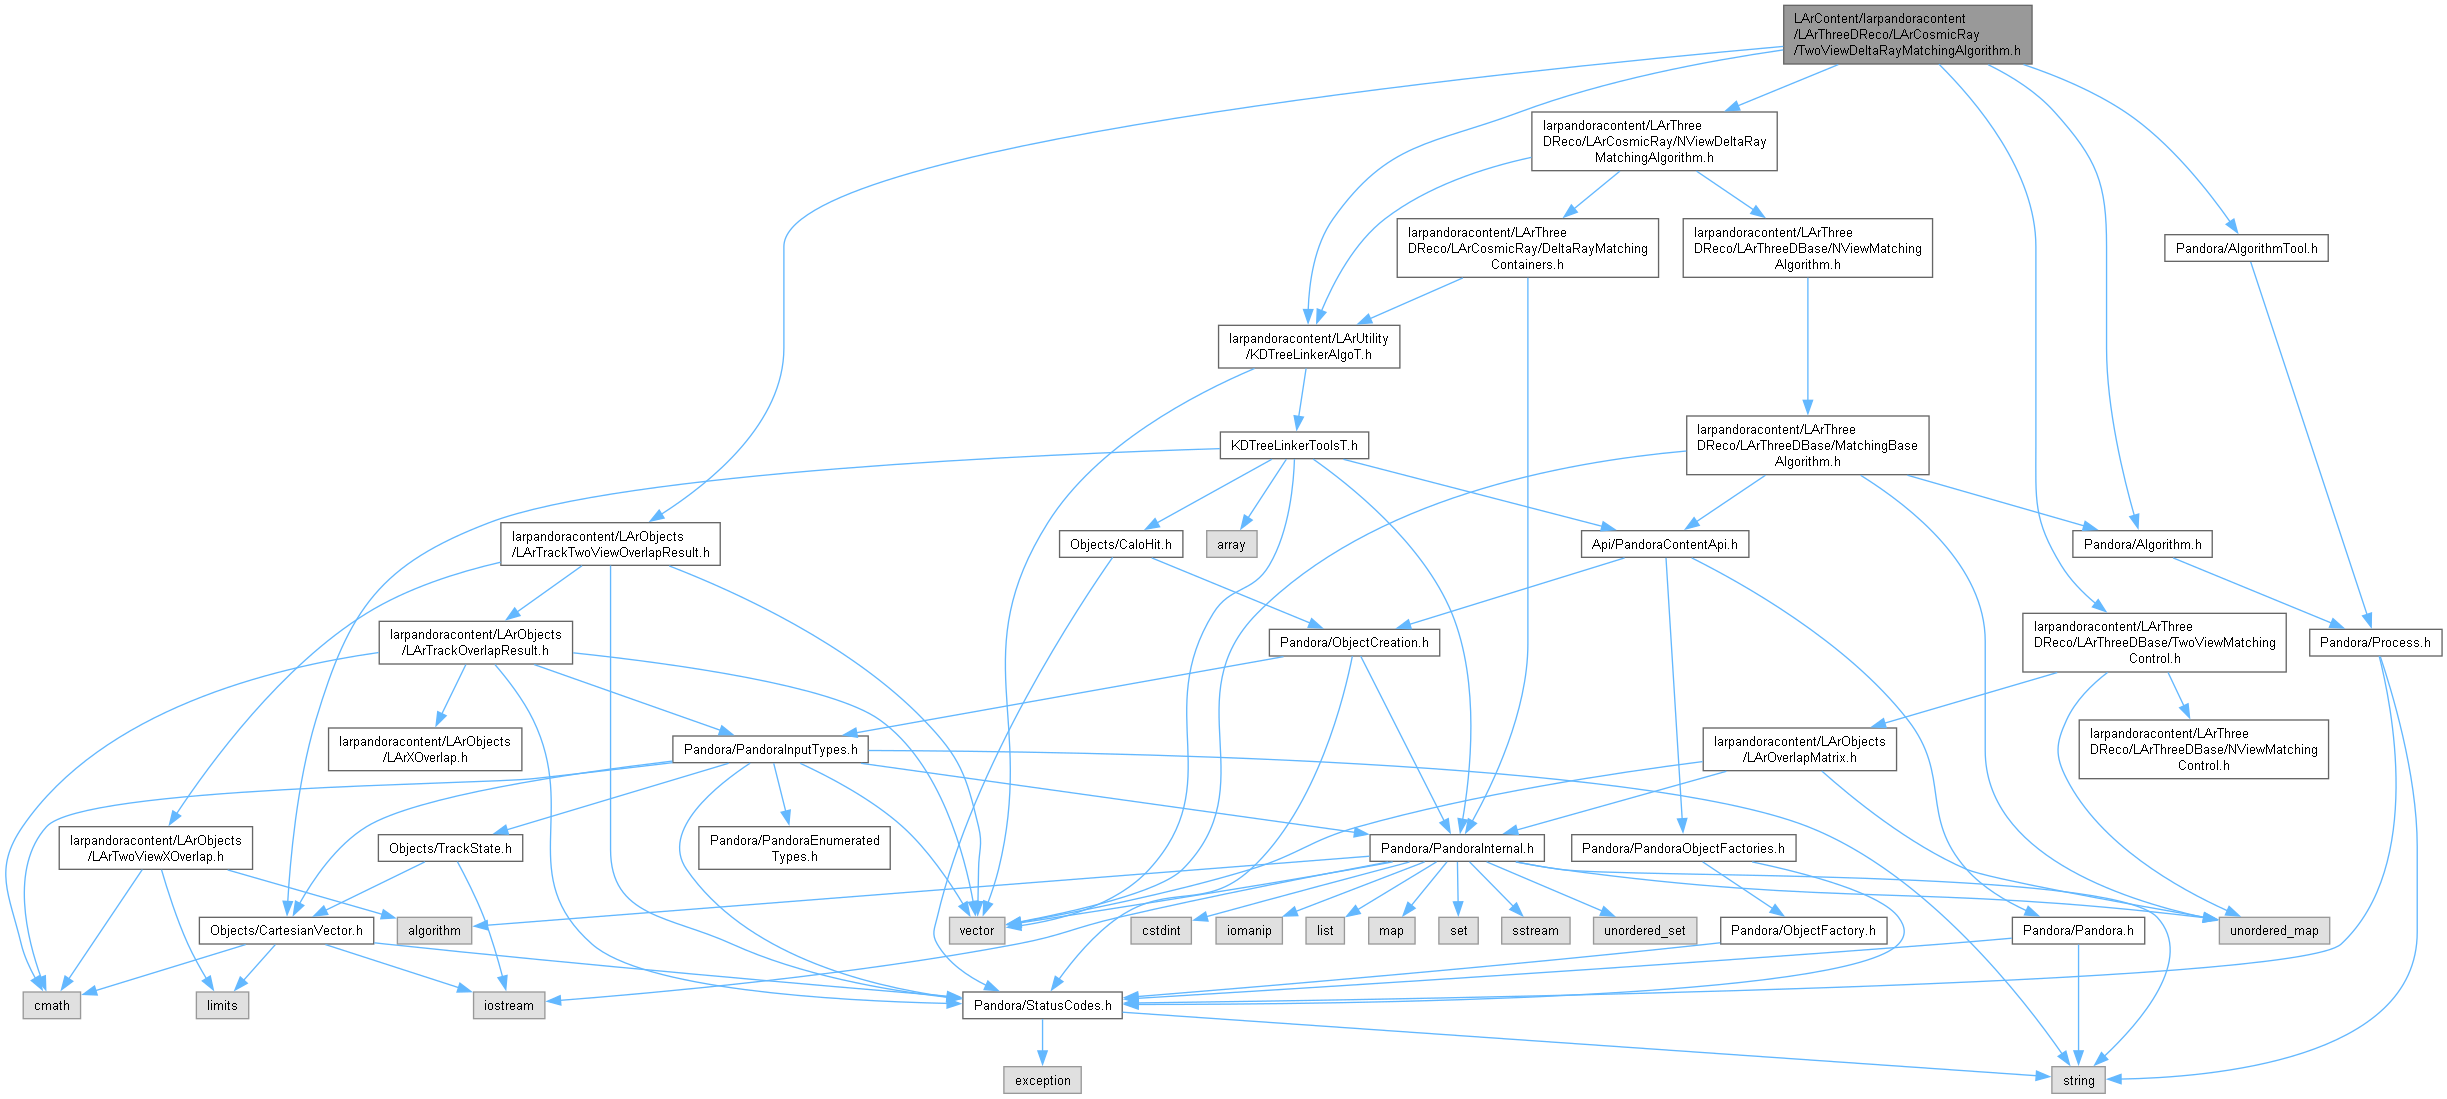 LArContent/larpandoracontent
/LArThreeDReco/LArCosmicRay
/TwoViewDeltaRayMatchingAlgorithm.h
larpandoracontent/LArThree
DReco/LArCosmicRay/NViewDeltaRay
MatchingAlgorithm.h
larpandoracontent/LArThree
DReco/LArCosmicRay/DeltaRayMatching
Containers.h
larpandoracontent/LArThree
DReco/LArThreeDBase/NViewMatching
Algorithm.h
Pandora/AlgorithmTool.h
larpandoracontent/LArUtility
/KDTreeLinkerAlgoT.h
KDTreeLinkerToolsT.h
larpandoracontent/LArThree
DReco/LArThreeDBase/MatchingBase
Algorithm.h
larpandoracontent/LArObjects
/LArTrackTwoViewOverlapResult.h
Objects/CaloHit.h
array
Api/PandoraContentApi.h
Pandora/Algorithm.h
larpandoracontent/LArObjects
/LArTrackOverlapResult.h
Pandora/ObjectCreation.h
larpandoracontent/LArThree
DReco/LArThreeDBase/TwoViewMatching
Control.h
Pandora/Process.h
larpandoracontent/LArObjects
/LArXOverlap.h
Pandora/PandoraInputTypes.h
larpandoracontent/LArObjects
/LArOverlapMatrix.h
larpandoracontent/LArThree
DReco/LArThreeDBase/NViewMatching
Control.h
larpandoracontent/LArObjects
/LArTwoViewXOverlap.h
Objects/TrackState.h
Pandora/PandoraEnumerated
Types.h
Pandora/PandoraInternal.h
Pandora/PandoraObjectFactories.h
Objects/CartesianVector.h
algorithm
vector
cstdint
iomanip
list
map
set
sstream
unordered_set
Pandora/ObjectFactory.h
Pandora/Pandora.h
unordered_map
cmath
limits
iostream
Pandora/StatusCodes.h
exception
string